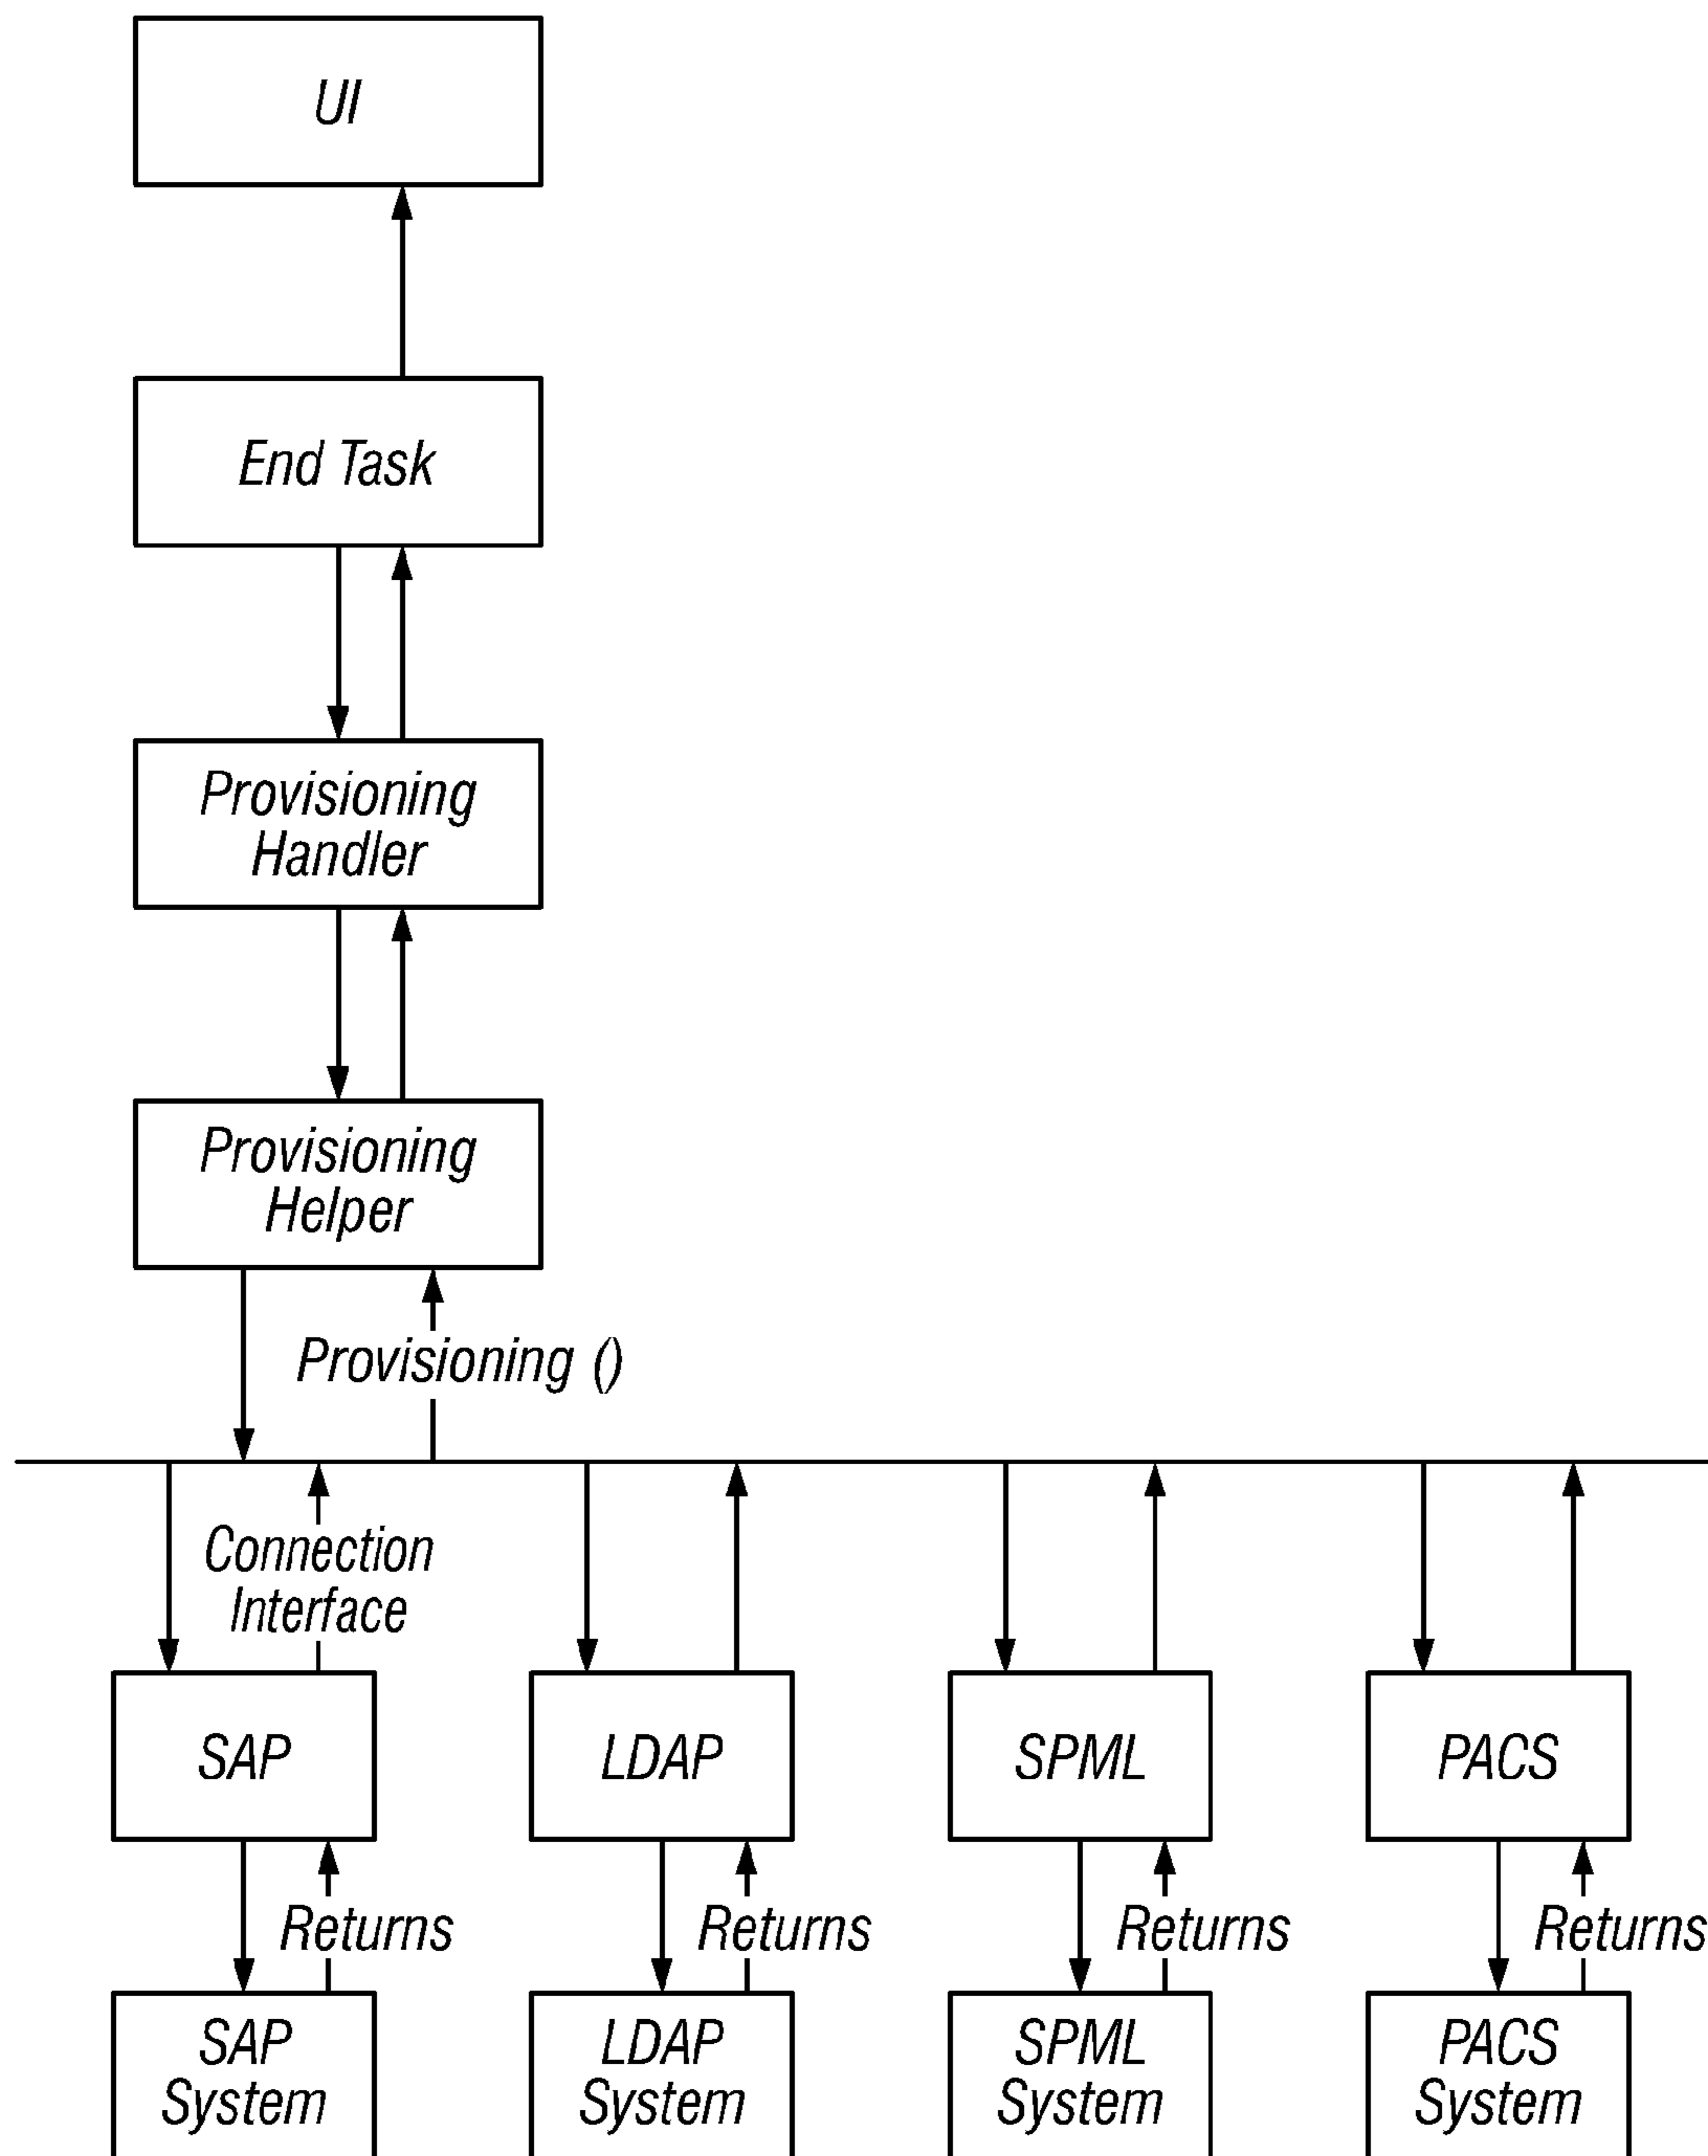 UI
End Task
Provisioning
Handler
Provisioning
Helper
Provisioning ()
Connection
Interface
SAP
LDAP
SPML
PACS
Returns
Returns
Returns
Returns
SAP
System
LDAP
System
SPML
System
PACS
System